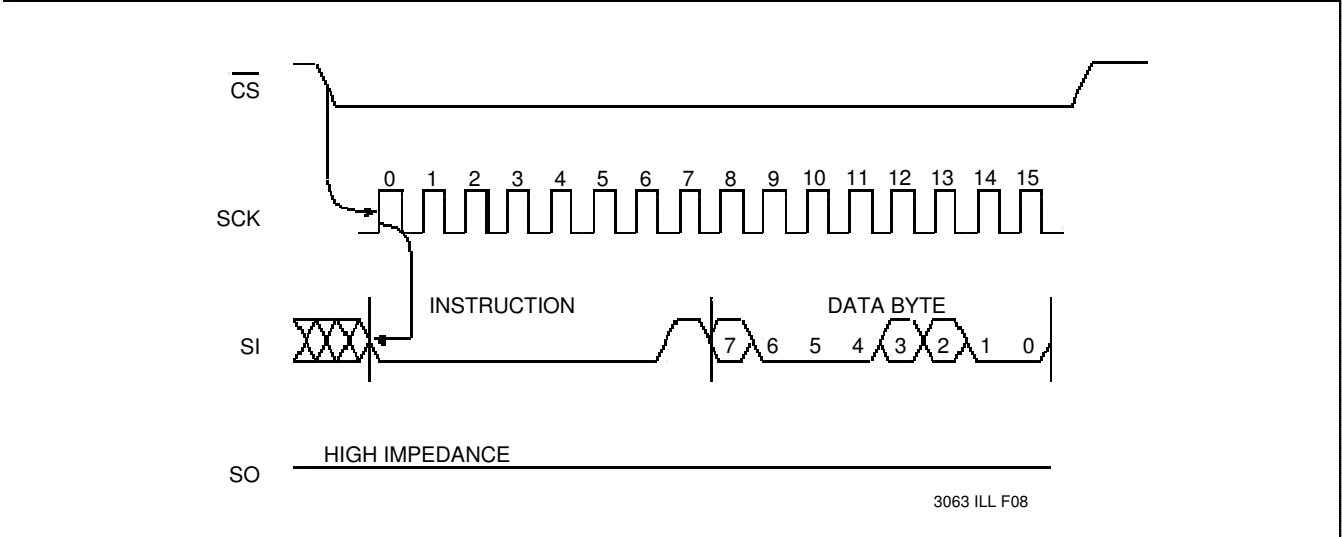 CS
0 1 2 3 4 5 6 7 8 9 10 11 12 13 14 15
SCK
INSTRUCTION DATA BYTE
SI 7 6 5 4 3 2 1 0
HIGH IMPEDANCE
SO
3063 ILL F08